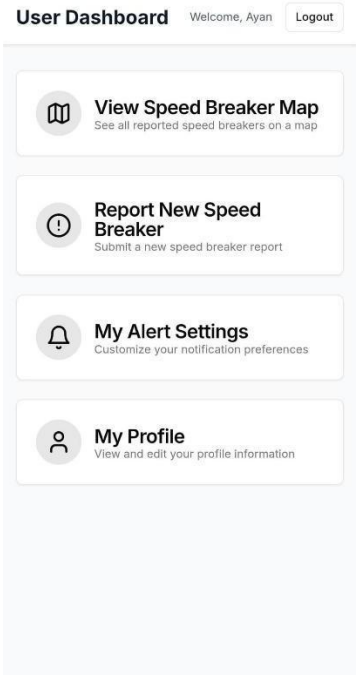 User Dashboard Welcome, Ayan Logout
View Speed Breaker Map
See all reported speed breakers on a map
Report New Speed
Breaker
Submit a new speed breaker report
My Alert Settings
Customize your notification preferences
My Profile
View and edit your profile information